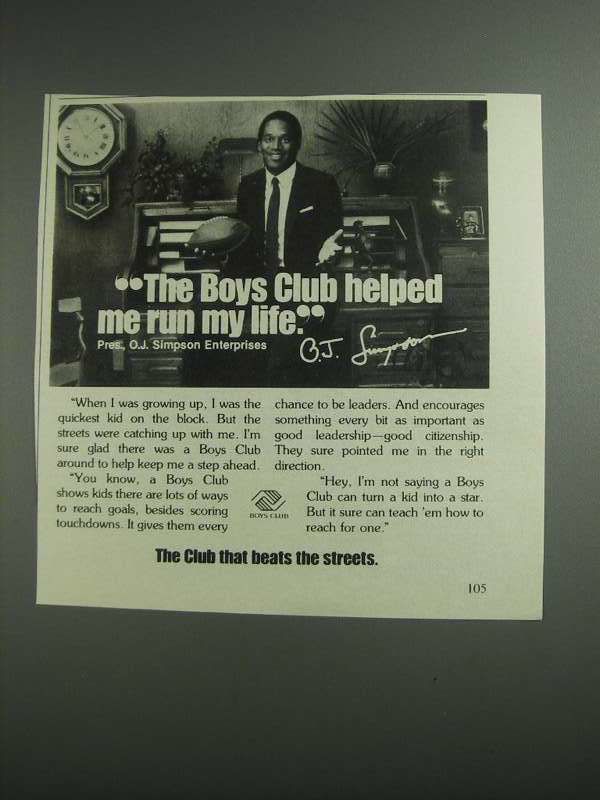 “The Boys Club helped
me run my life.”
Pres., O.J. Simpson Enterprises
O.J. Simpson
“When I was growing up, I was the
quickest kid on the block. But the
streets were catching up with me. I'm
sure glad there was a Boys Club
around to help keep me a step ahead.
“You know, a Boys Club
shows kids there are lots of ways
to reach goals, besides scoring
touchdowns. It gives them every
chance to be leaders. And encourages
something every bit as important as
good leadership—good citizenship.
They sure pointed me in the right
direction.
“Hey, I'm not saying a Boys
Club can turn a kid into a star.
But it sure can teach 'em how to
reach for one.”
BOYS CLUB
The Club that beats the streets.
105